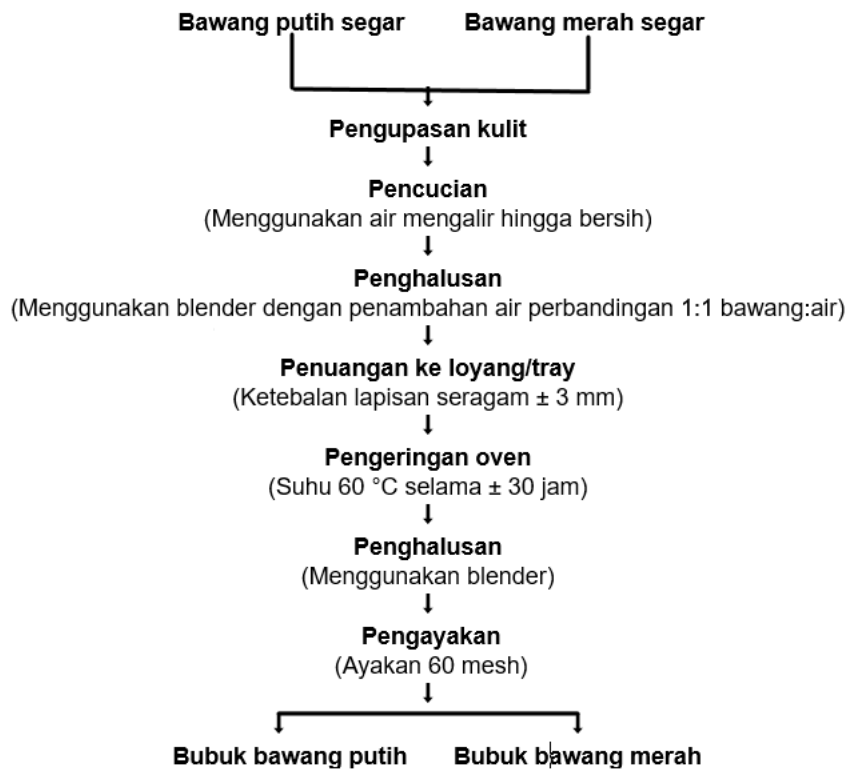 Bawang putih segar Bawang merah segar
Pengupasan kulit
Pencucian
(Menggunakan air mengalir hingga bersih)
Penghalusan
(Menggunakan blender dengan penambahan air perbandingan 1:1 bawang:air)
Penuangan ke loyang/tray
(Ketebalan lapisan seragam ± 3 mm)
Pengeringan oven
(Suhu 60 °C selama ± 30 jam)
Penghalusan
(Menggunakan blender)
Pengayakan
(Ayakan 60 mesh)
Bubuk bawang putih Bubuk bawang merah